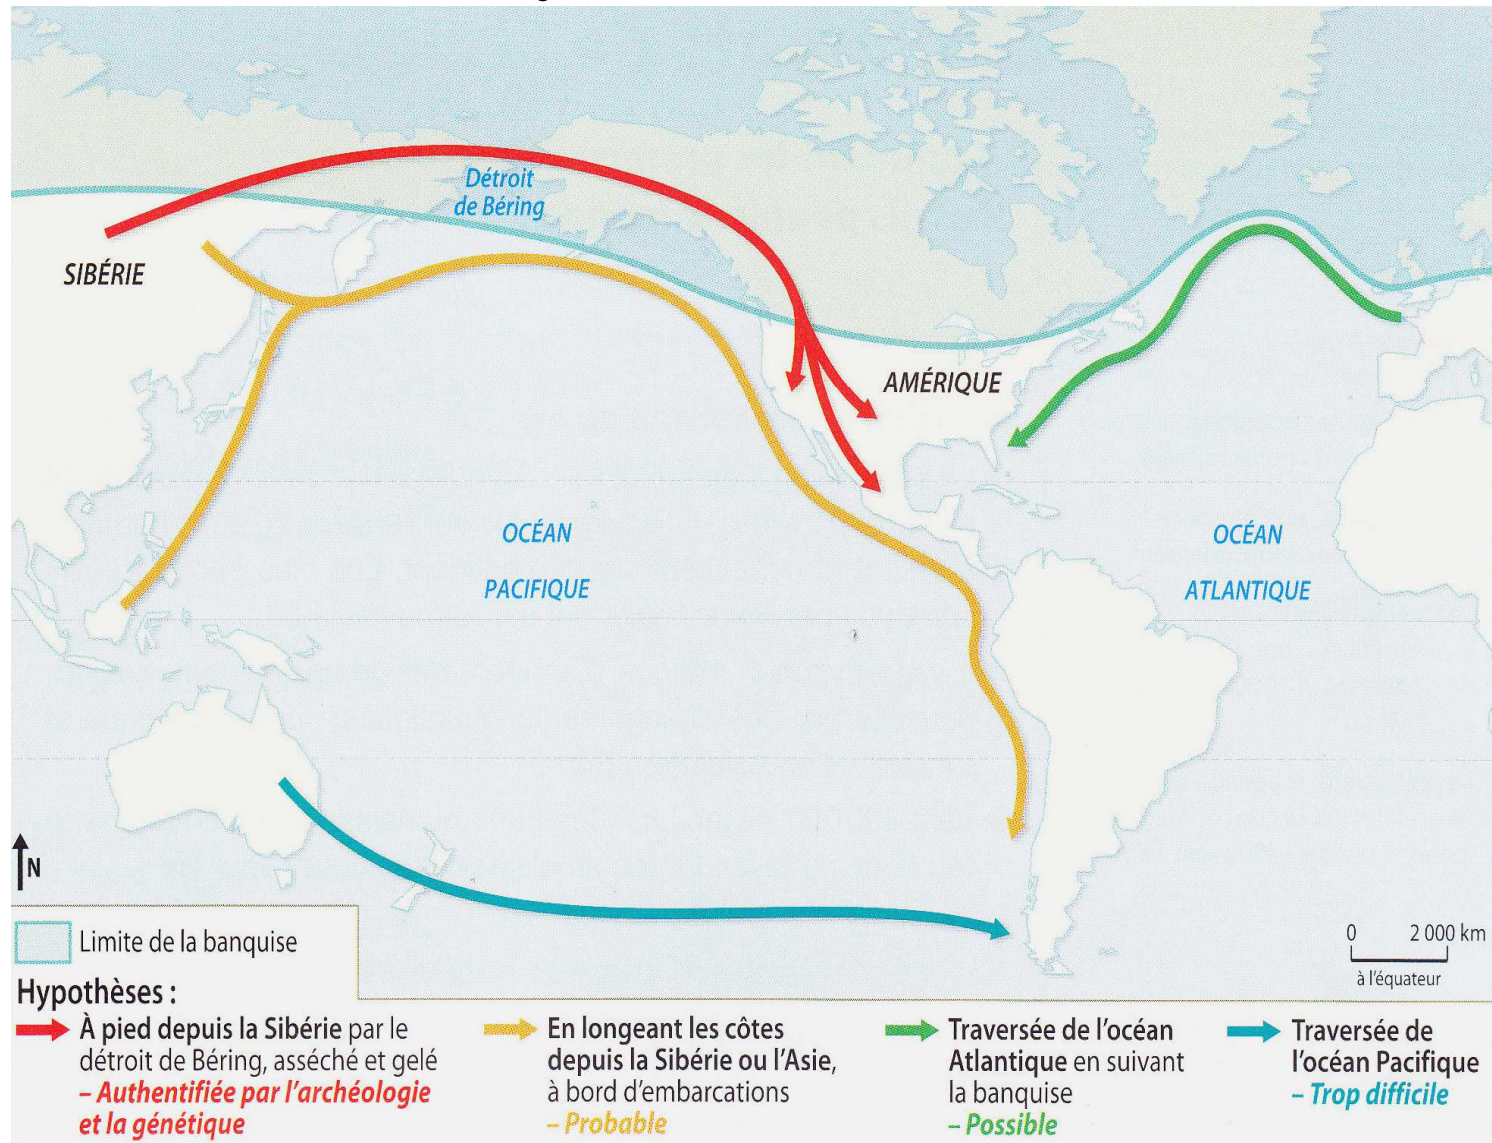 Détroit
de Béring
SIBÉRIE
AMÉRIQUE
OCÉAN
PACIFIQUE
OCÉAN
ATLANTIQUE
N
0 2 000 km
à l'équateur
Limite de la banquise
Hypothèses :
À pied depuis la Sibérie par le
détroit de Béring, asséché et gelé
– Authentifiée par l'archéologie
et la génétique
En longeant les côtes
depuis la Sibérie ou l'Asie,
à bord d'embarcations
– Probable
Traversée de l'océan
Atlantique en suivant
la banquise
– Possible
Traversée de
l'océan Pacifique
– Trop difficile